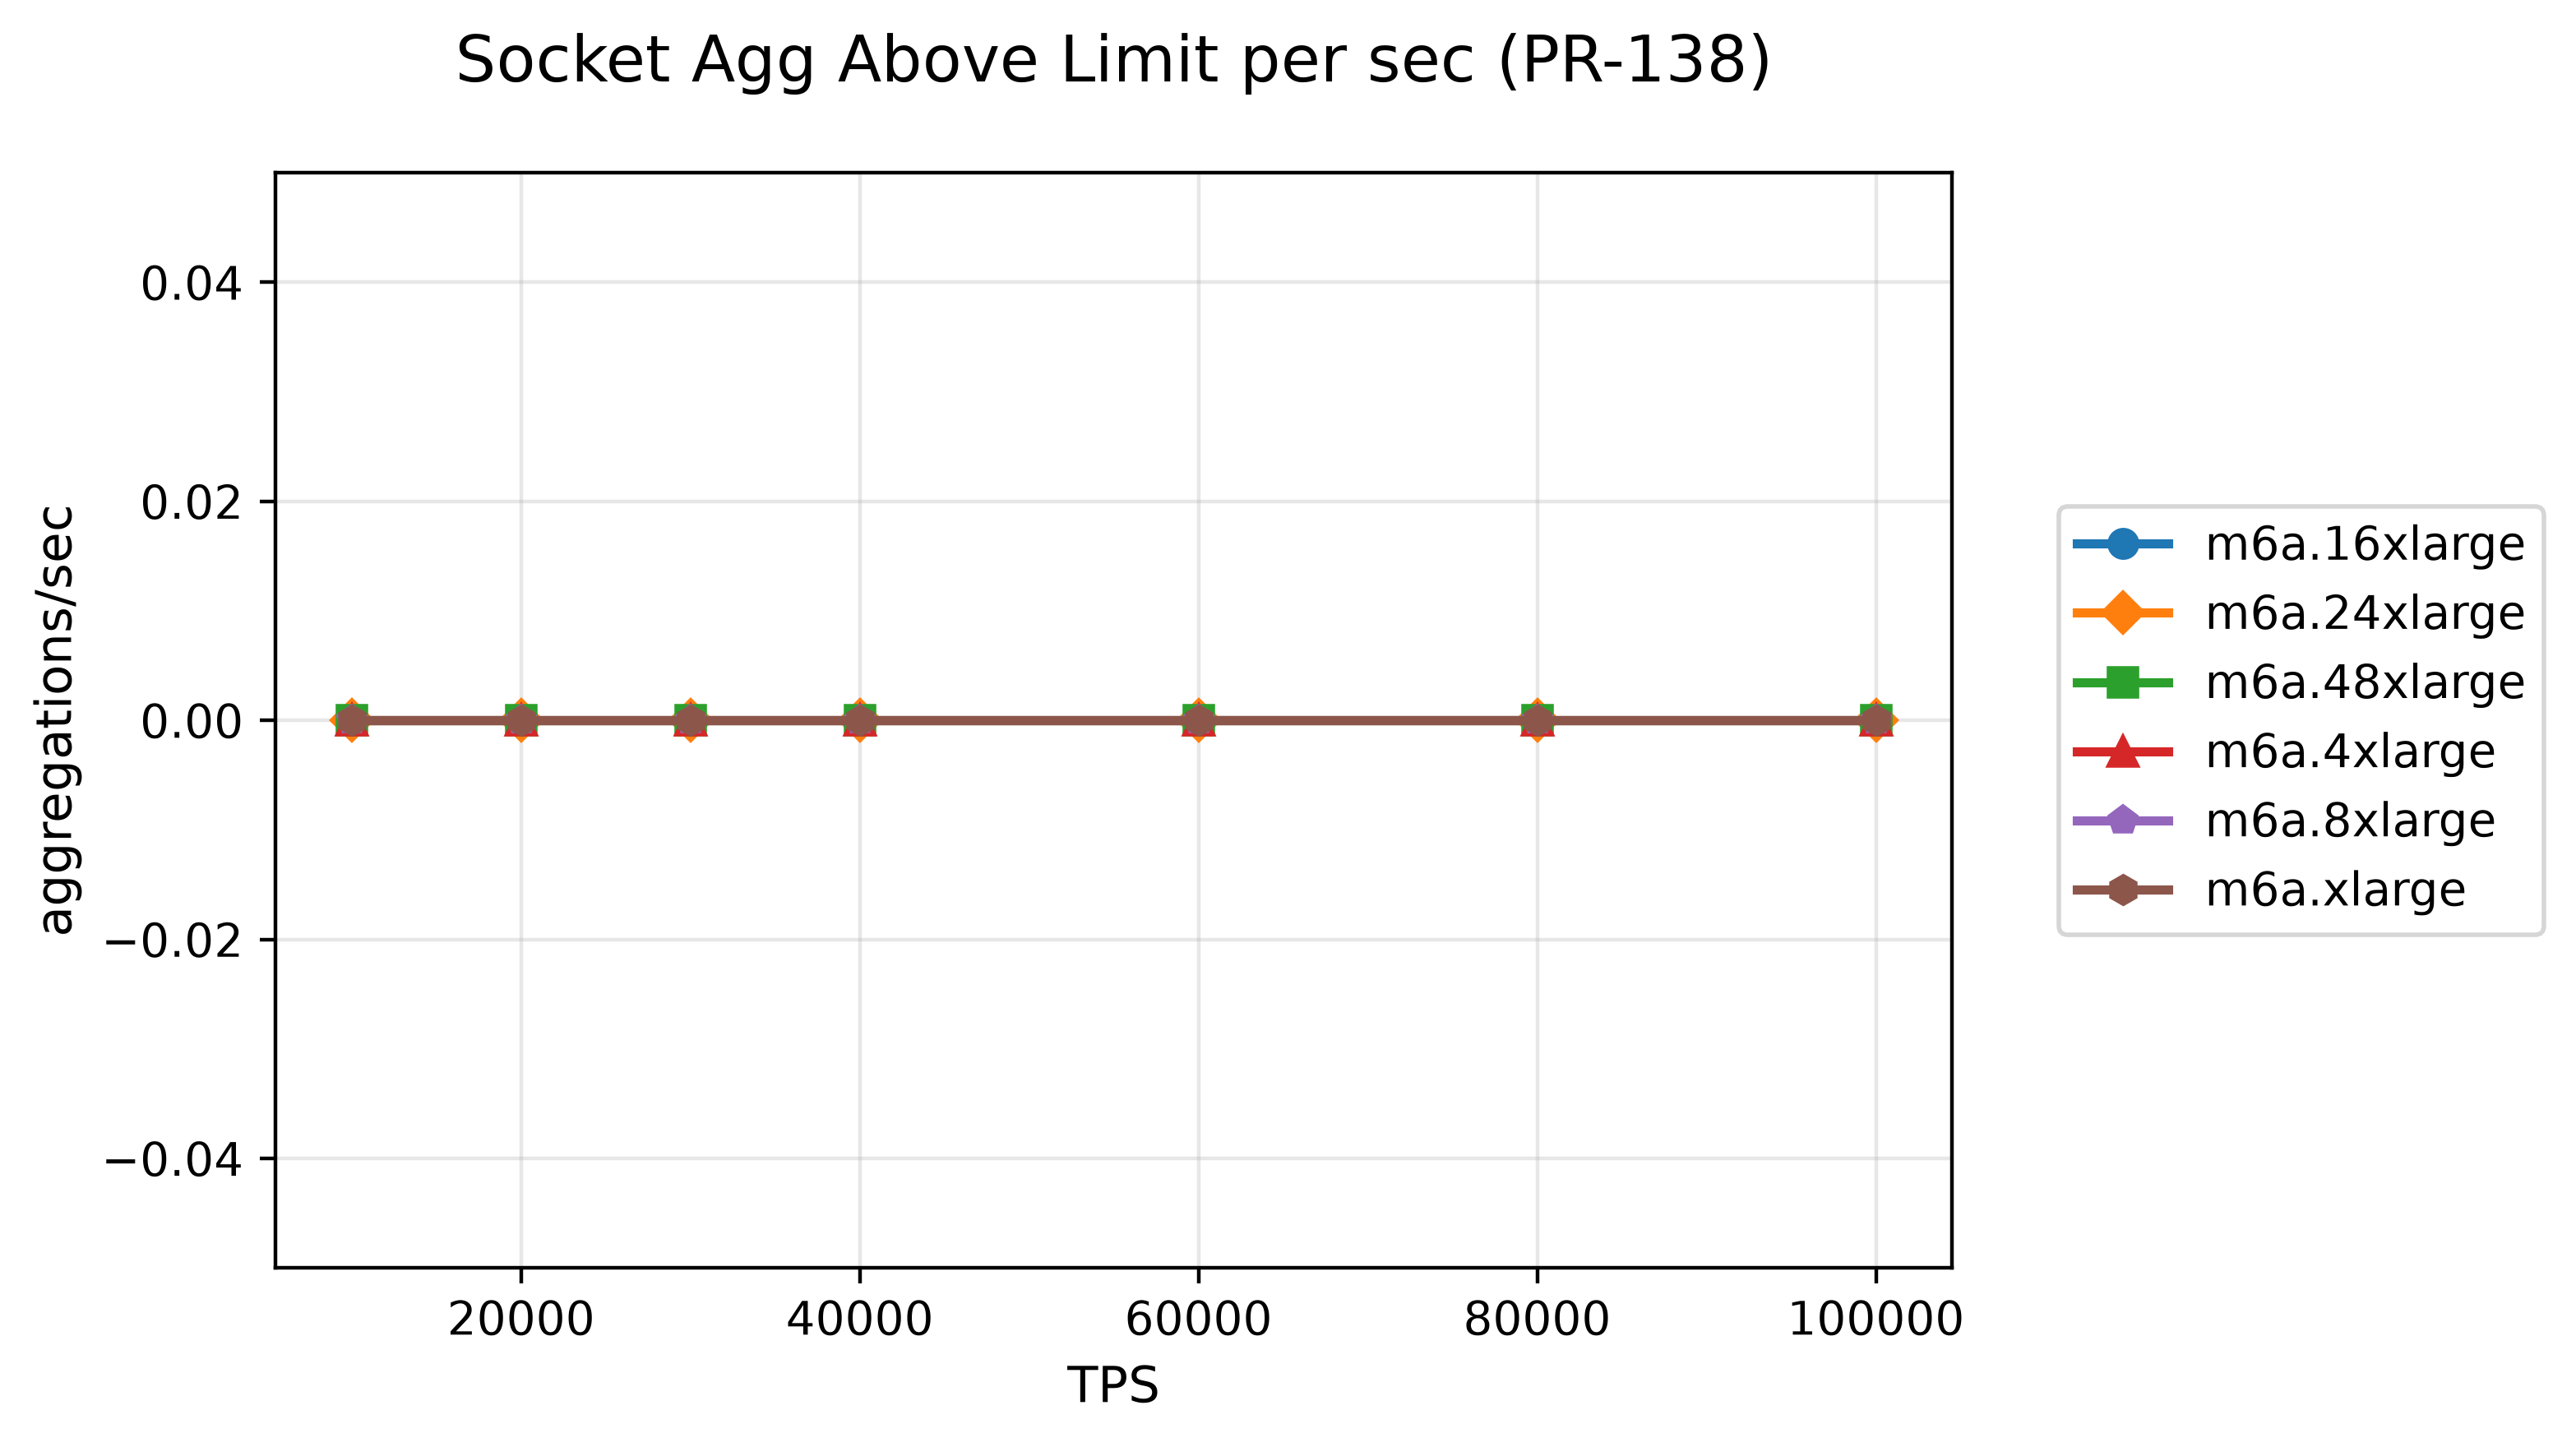 Socket Agg Above Limit per sec (PR-138)
aggregations/sec
0.04
0.02
0.00
−0.02
−0.04
20000 40000 60000 80000 100000
TPS
m6a.16xlarge
m6a.24xlarge
m6a.48xlarge
m6a.4xlarge
m6a.8xlarge
m6a.xlarge